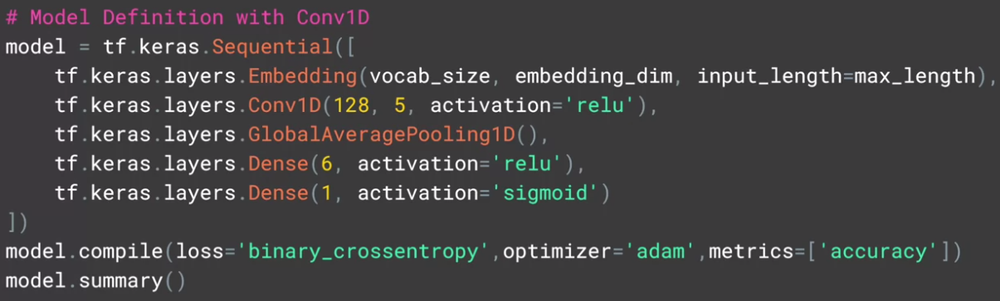 # Model Definition with Conv1D
model = tf.keras.Sequential([
    tf.keras.layers.Embedding(vocab_size, embedding_dim, input_length=max_length),
    tf.keras.layers.Conv1D(128, 5, activation='relu'),
    tf.keras.layers.GlobalAveragePooling1D(),
    tf.keras.layers.Dense(6, activation='relu'),
    tf.keras.layers.Dense(1, activation='sigmoid')
])
model.compile(loss='binary_crossentropy',optimizer='adam',metrics=['accuracy'])
model.summary()